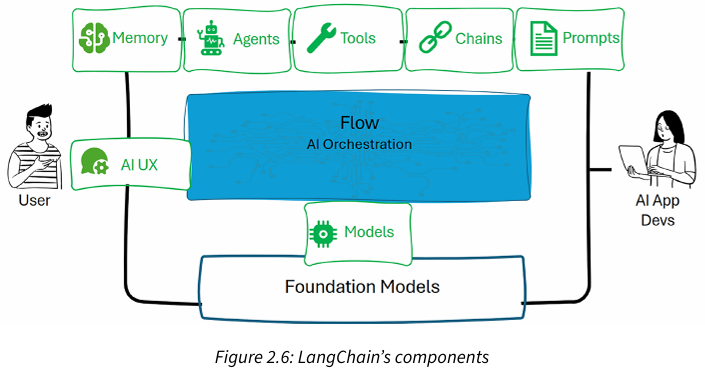 Memory
Agents
Tools
Chains
Prompts
Flow
AI Orchestration
AI UX
User
AI App
Devs
Models
Foundation Models
Figure 2.6: LangChain’s components